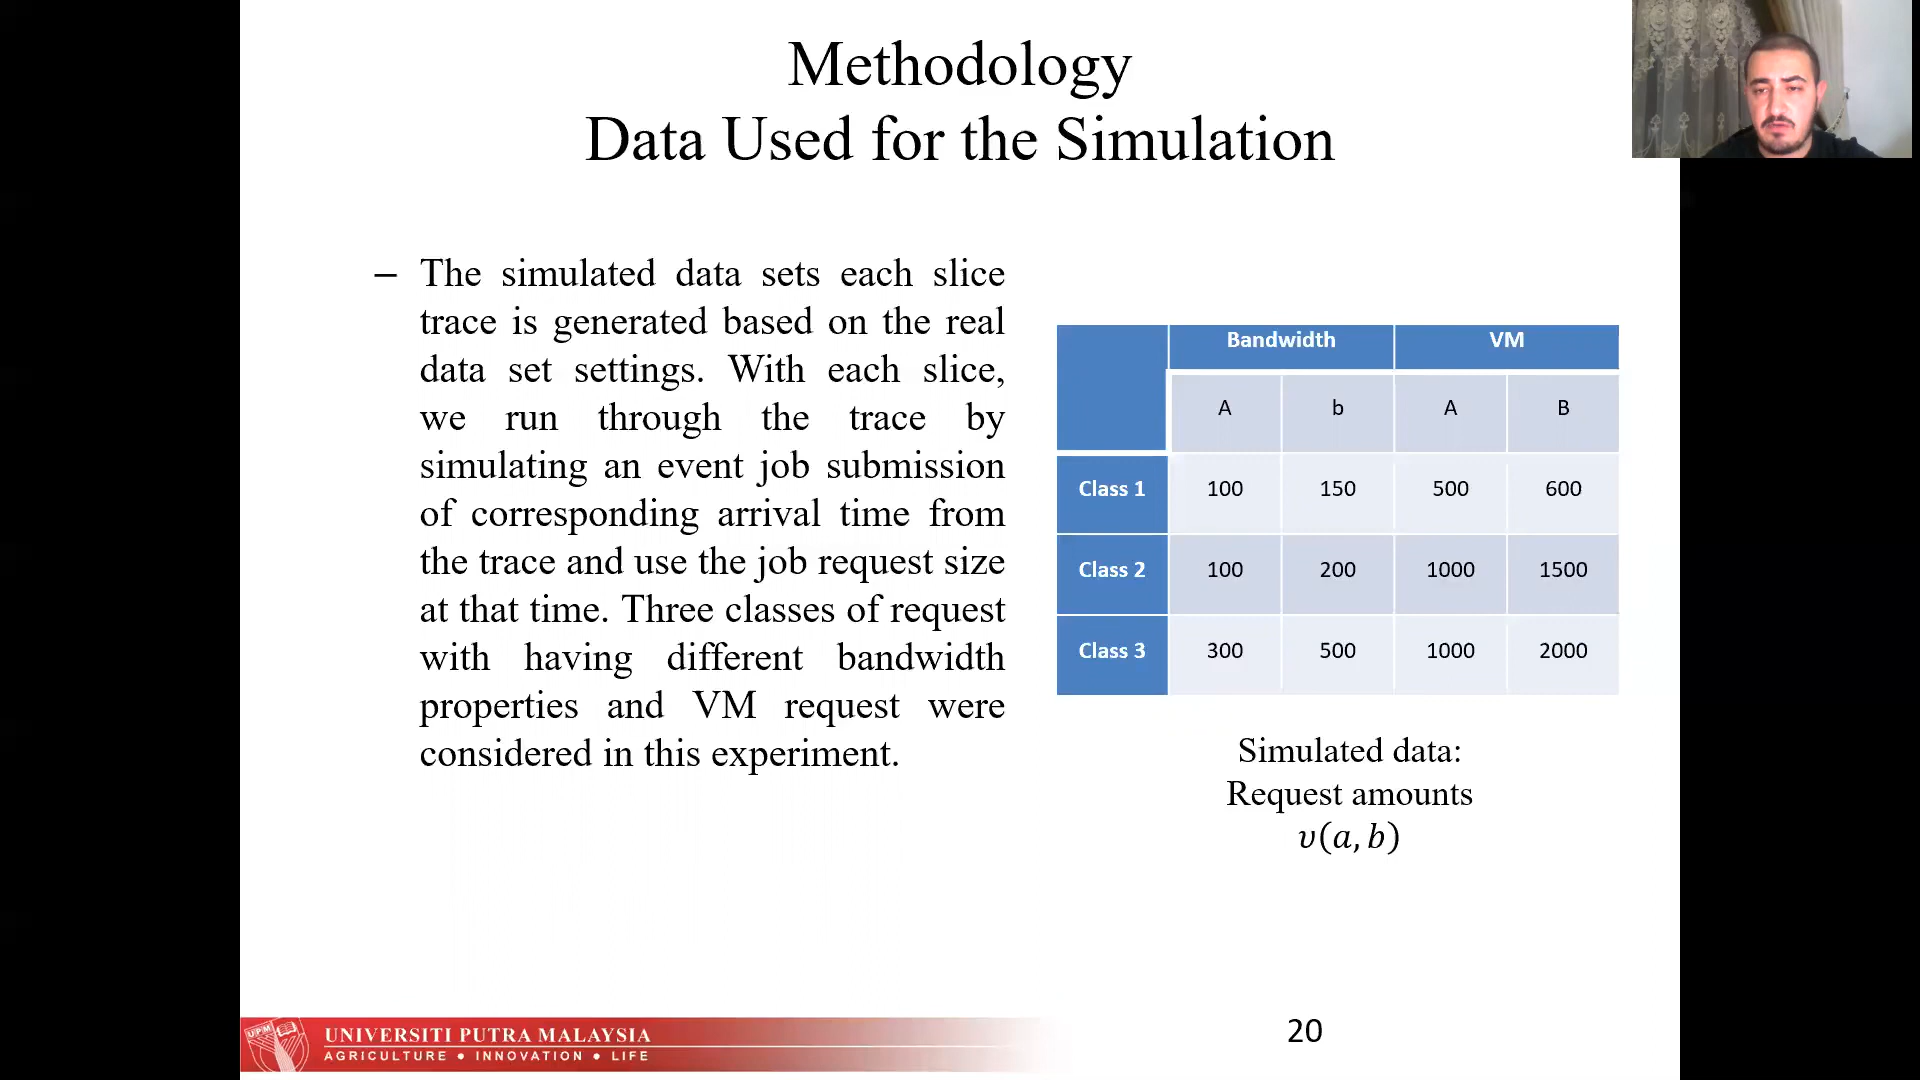 Methodology
Data Used for the Simulation
– The simulated data sets each slice
trace is generated based on the real
data set settings. With each slice,
we run through the trace by
simulating an event job submission
of corresponding arrival time from
the trace and use the job request size
at that time. Three classes of request
with having different bandwidth
properties and VM request were
considered in this experiment.
Bandwidth VM
A b A B
Class 1 100 150 500 600
Class 2 100 200 1000 1500
Class 3 300 500 1000 2000
Simulated data:
Request amounts
υ(a, b)
UPM
UNIVERSITI PUTRA MALAYSIA
AGRICULTURE • INNOVATION • LIFE
20